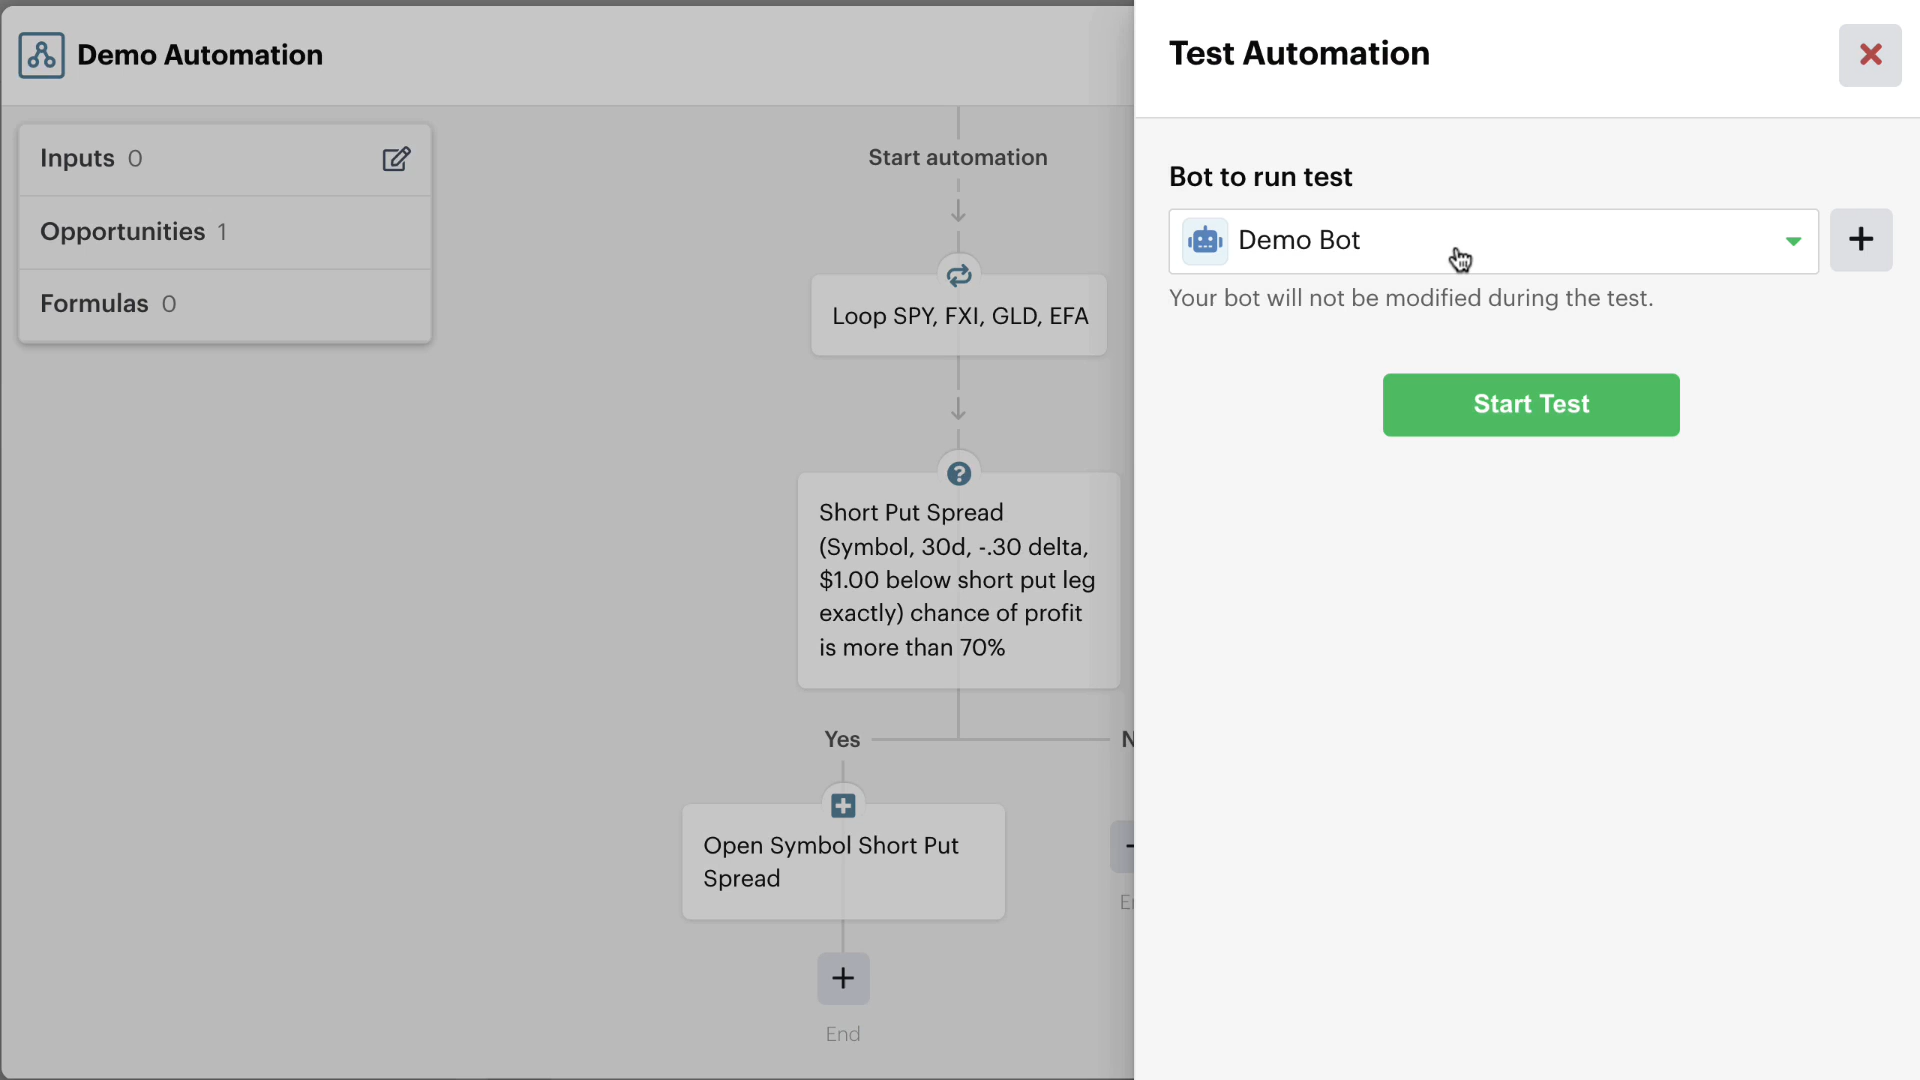 Demo Automation
Inputs 0
Opportunities 1
Formulas 0
Start automation
Loop SPY, FXI, GLD, EFA
Short Put Spread
(Symbol, 30d, -.30 delta,
$1.00 below short put leg
exactly) chance of profit
is more than 70%
Yes
Open Symbol Short Put
Spread
End
Test Automation
Bot to run test
Demo Bot
Your bot will not be modified during the test.
Start Test